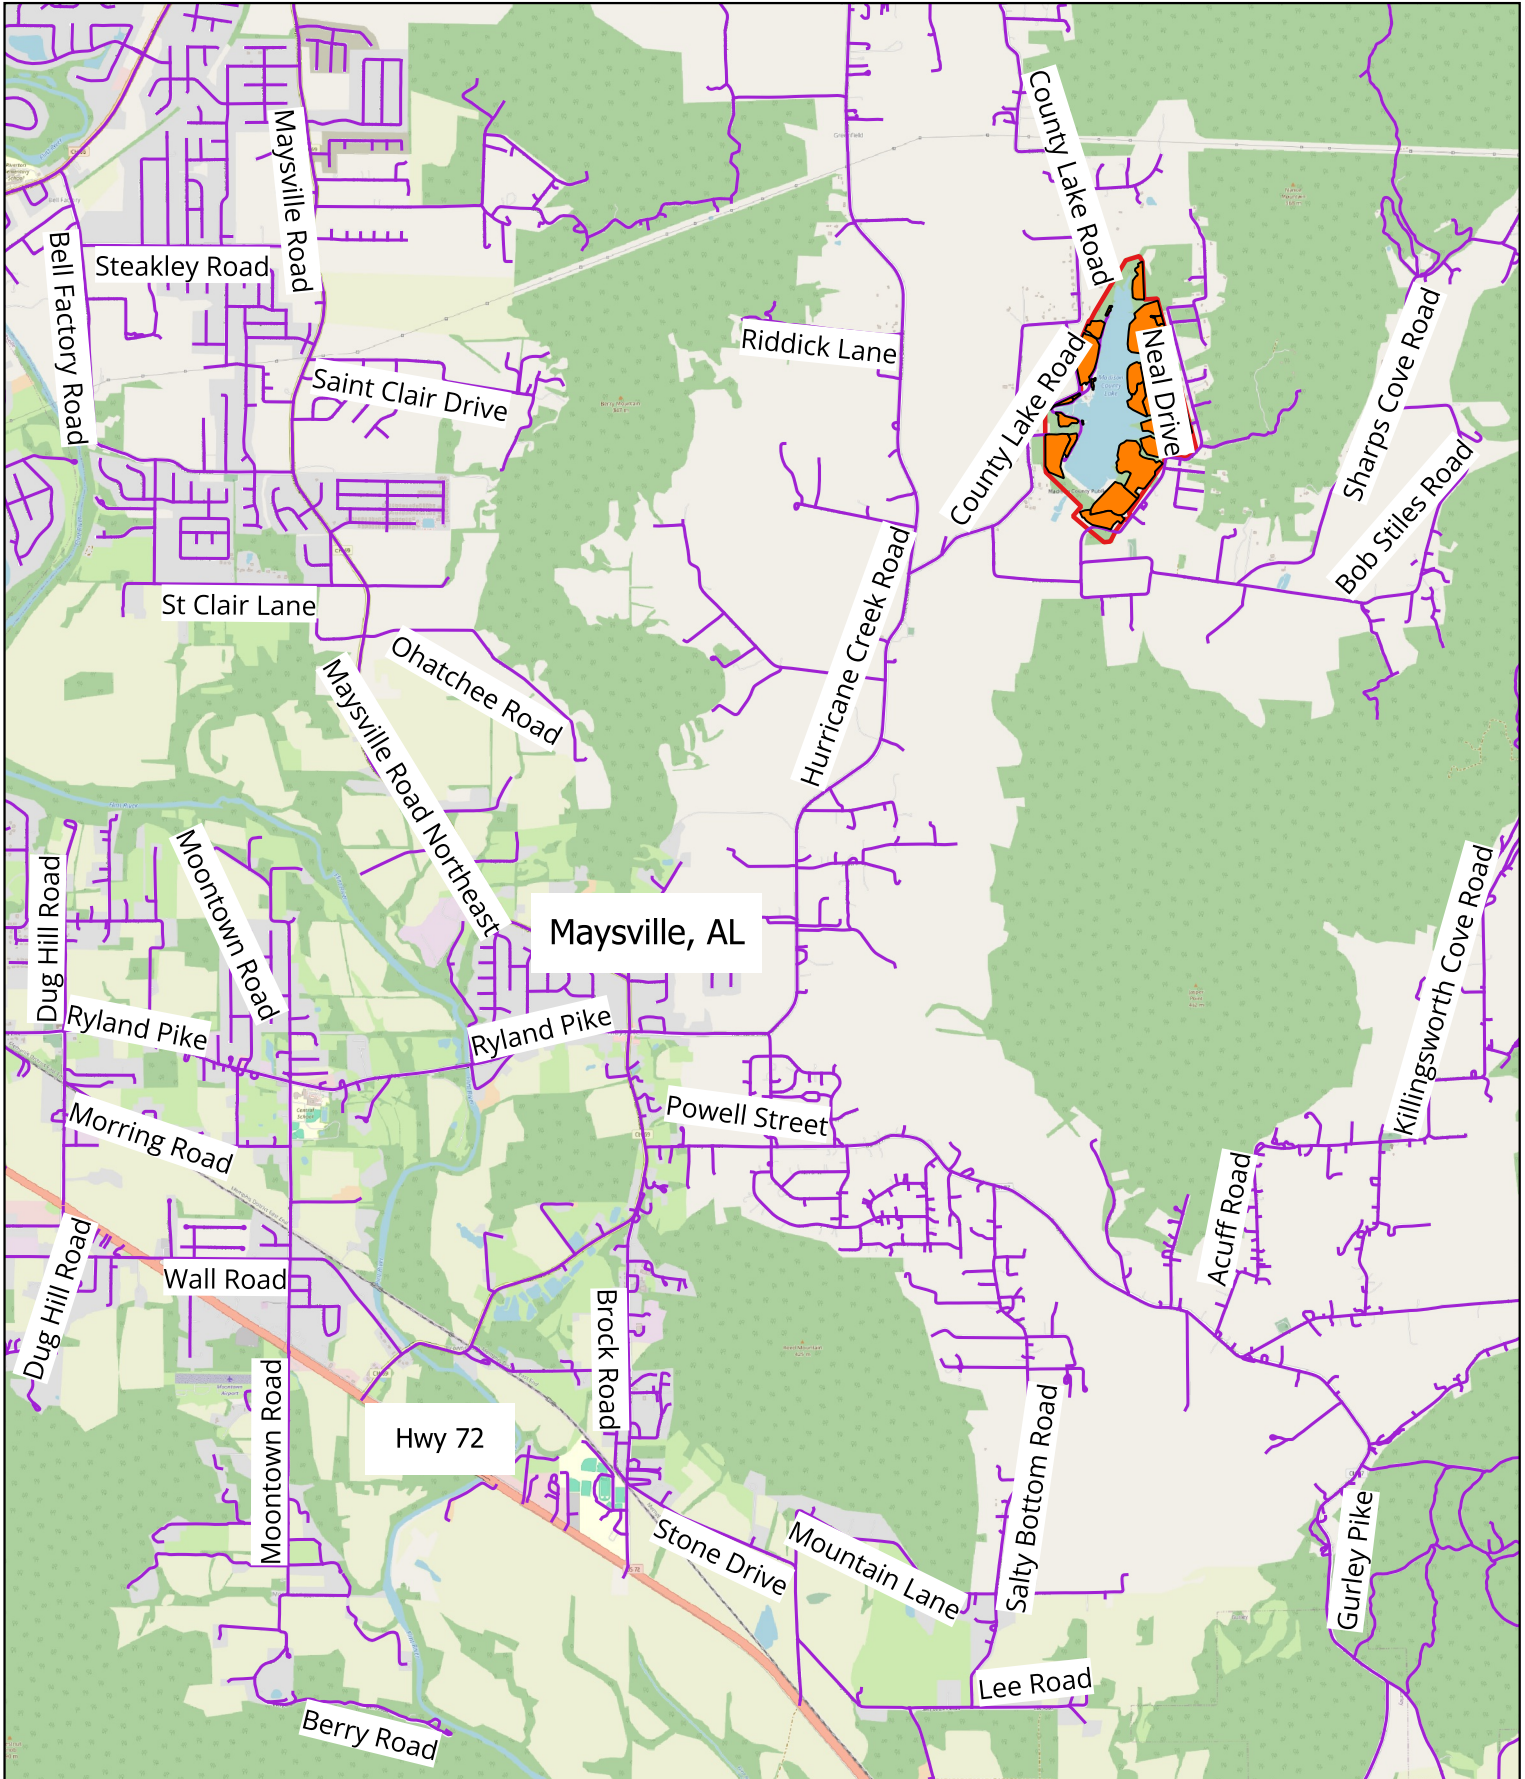 County Lake Road
Maysville Road
Bell Factory Road
Steakley Road
Riddick Lane
Neal Drive
County Lake Road
Sharps Cove Road
Saint Clair Drive
Bob Stiles Road
St Clair Lane
Hurricane Creek Road
Ohatchee Road
Maysville Road Northeast
Moontown Road
Dug Hill Road
Maysville, AL
Killingsworth Cove Road
Ryland Pike
Ryland Pike
Powell Street
Morring Road
Acuff Road
Dug Hill Road
Wall Road
Brock Road
Moontown Road
Hwy 72
Salty Bottom Road
Gurley Pike
Stone Drive
Mountain Lane
Lee Road
Berry Road